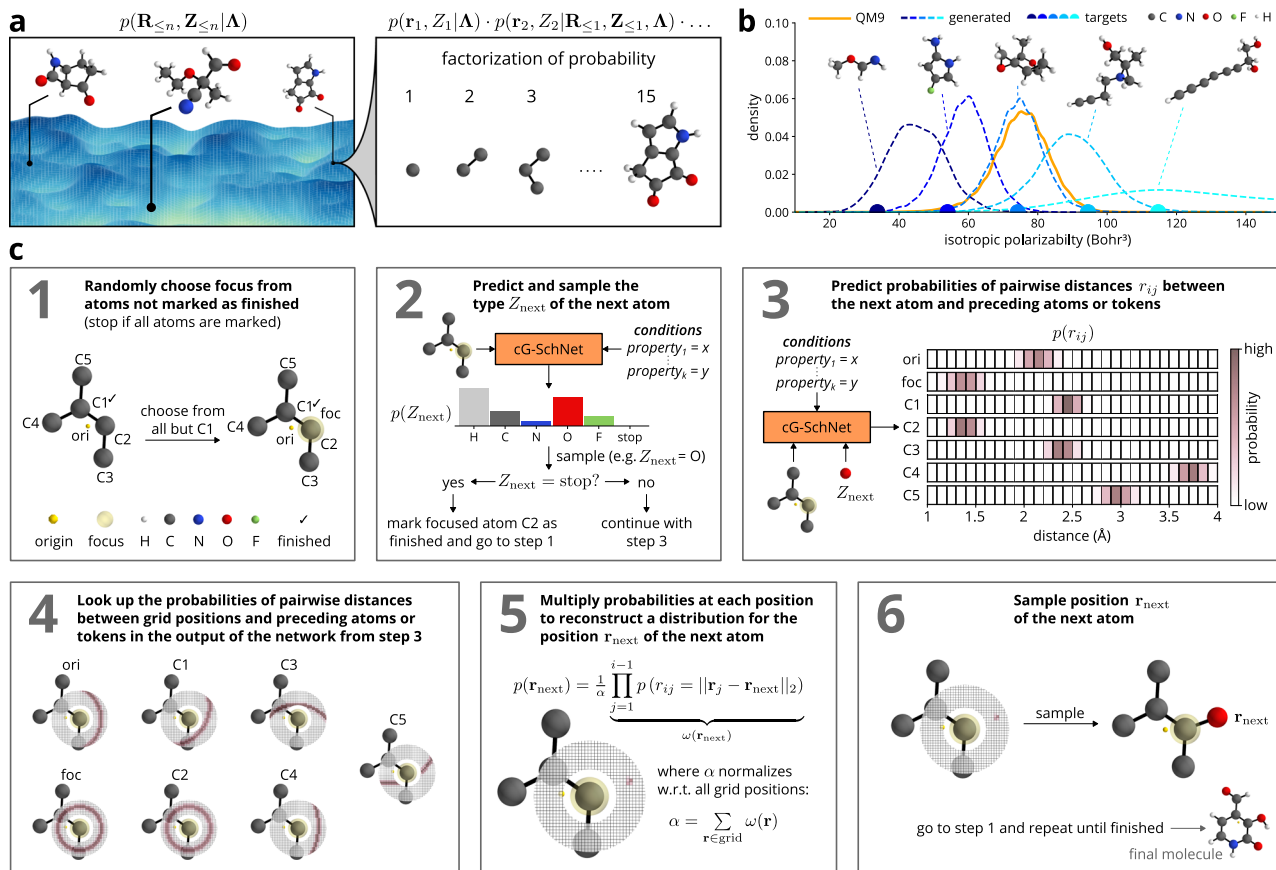 a
p(R≤n, Z≤n|Λ)
p(r1, Z1|Λ) · p(r2, Z2|R≤1, Z≤1, Λ) · ...
factorization of probability
1 2 3 15
....
b
QM9 generated targets C N O F H
density
0.10
0.08
0.06
0.04
0.02
0.00
20 40 60 80 100 120 140
isotropic polarizabilty (Bohr³)
c
1
Randomly choose focus from
atoms not marked as finished
(stop if all atoms are marked)
C5
C1✓
C4
ori
C2
C3
choose from
all but C1
C5
C1✓
foc
C4
ori
C2
C3
✓
origin focus H C N O F finished
2
Predict and sample the
type Znext of the next atom
cG-SchNet
conditions
property1 = x
propertyk = y
p(Znext)
H C N O F stop
sample (e.g. Znext = O)
yes Znext = stop? no
mark focused atom C2 as
finished and go to step 1
continue with
step 3
3
Predict probabilities of pairwise distances rij between
the next atom and preceding atoms or tokens
conditions
property1 = x
propertyk = y
cG-SchNet
Znext
p(rij)
ori
foc
C1
C2
C3
C4
C5
1 1.5 2 2.5 3 3.5 4
distance (Å)
high
probability
low
4
Look up the probabilities of pairwise distances
between grid positions and preceding atoms or
tokens in the output of the network from step 3
ori C1 C3
C5
foc C2 C4
5
Multiply probabilities at each position
to reconstruct a distribution for the
position rnext of the next atom
p(rnext) = 1/α ∏ j=1 i−1 p (rij = ||rj − rnext||2)
ω(rnext)
where α normalizes
w.r.t. all grid positions:
α = ∑ r∈grid ω(r)
6
Sample position rnext
of the next atom
sample
rnext
go to step 1 and repeat until finished
final molecule